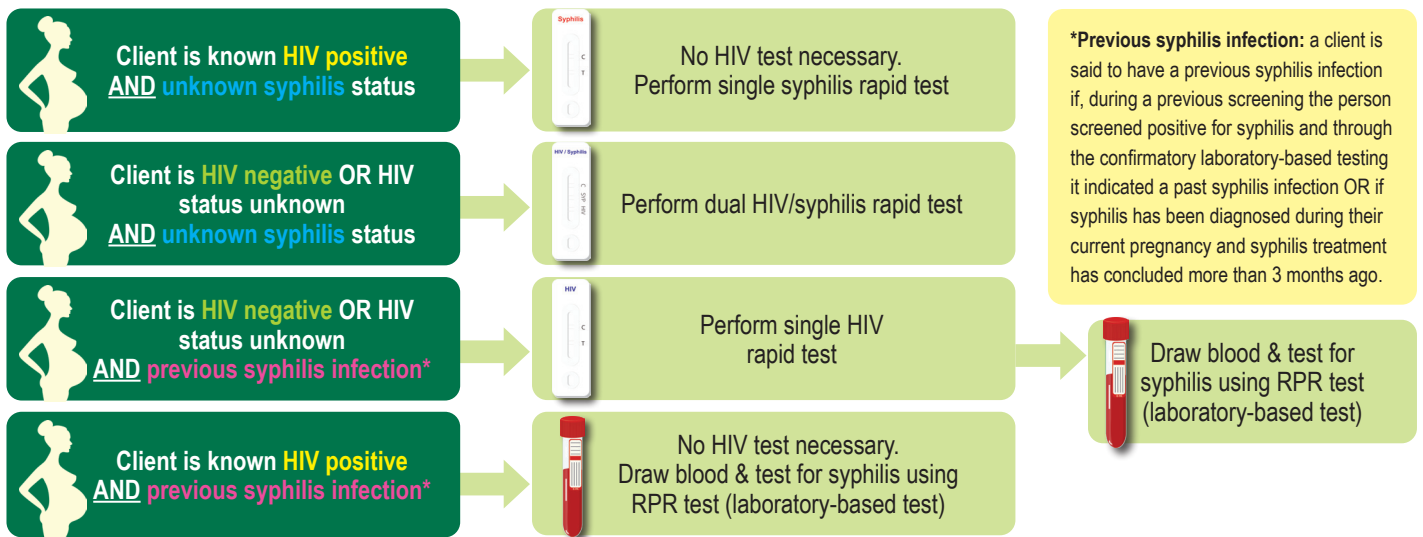 Client is known HIV positive
AND unknown syphilis status
Syphilis
C
T
No HIV test necessary.
Perform single syphilis rapid test
*Previous syphilis infection: a client is
said to have a previous syphilis infection
if, during a previous screening the person
screened positive for syphilis and through
the confirmatory laboratory-based testing
it indicated a past syphilis infection OR if
syphilis has been diagnosed during their
current pregnancy and syphilis treatment
has concluded more than 3 months ago.
Client is HIV negative OR HIV
status unknown
AND unknown syphilis status
HIV / Syphilis
C
SYP
HIV
Perform dual HIV/syphilis rapid test
Client is HIV negative OR HIV
status unknown
AND previous syphilis infection*
HIV
C
T
Perform single HIV
rapid test
Draw blood & test for
syphilis using RPR test
(laboratory-based test)
Client is known HIV positive
AND previous syphilis infection*
No HIV test necessary.
Draw blood & test for syphilis using
RPR test (laboratory-based test)